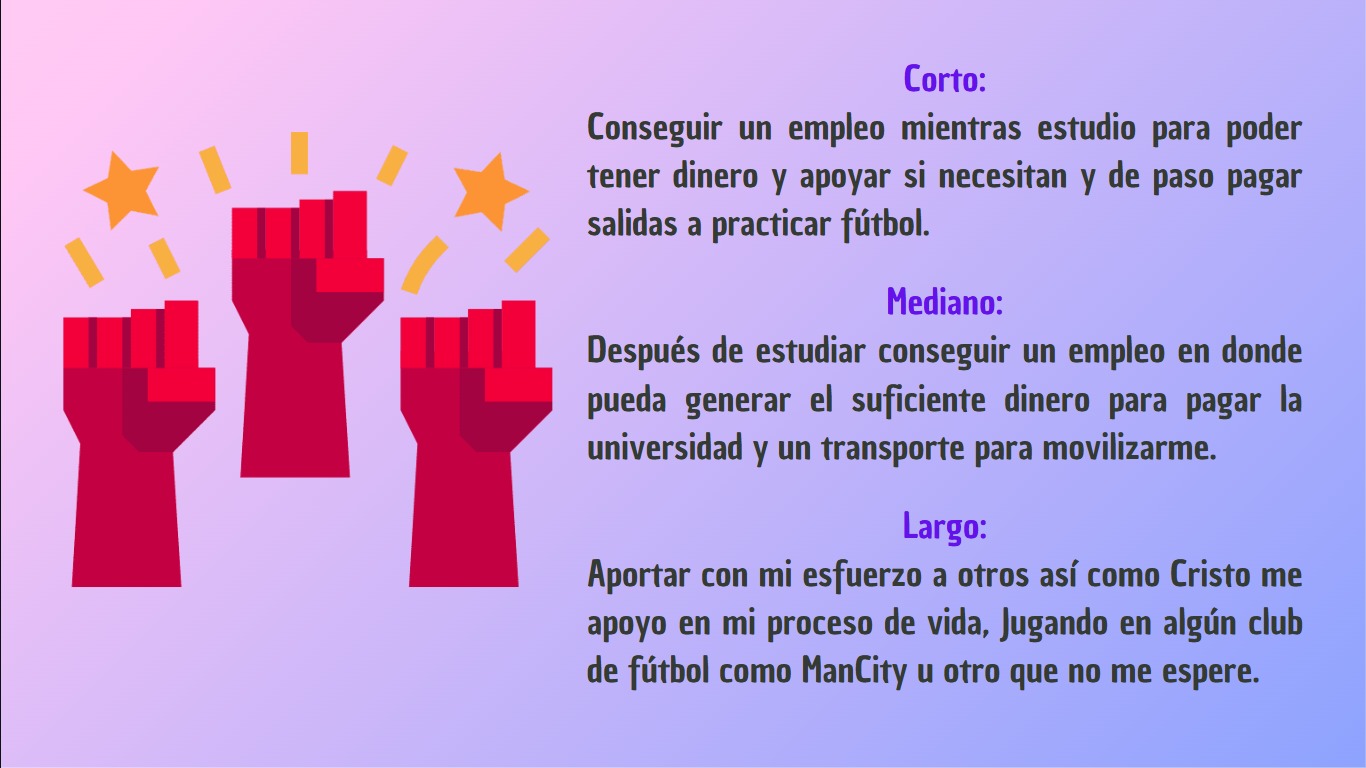 Corto:
Conseguir un empleo mientras estudio para poder
tener dinero y apoyar si necesitan y de paso pagar
salidas a practicar fútbol.
Mediano:
Después de estudiar conseguir un empleo en donde
pueda generar el suficiente dinero para pagar la
universidad y un transporte para movilizarme.
Largo:
Aportar con mi esfuerzo a otros así como Cristo me
apoyo en mi proceso de vida, Jugando en algún club
de fútbol como ManCity u otro que no me espere.